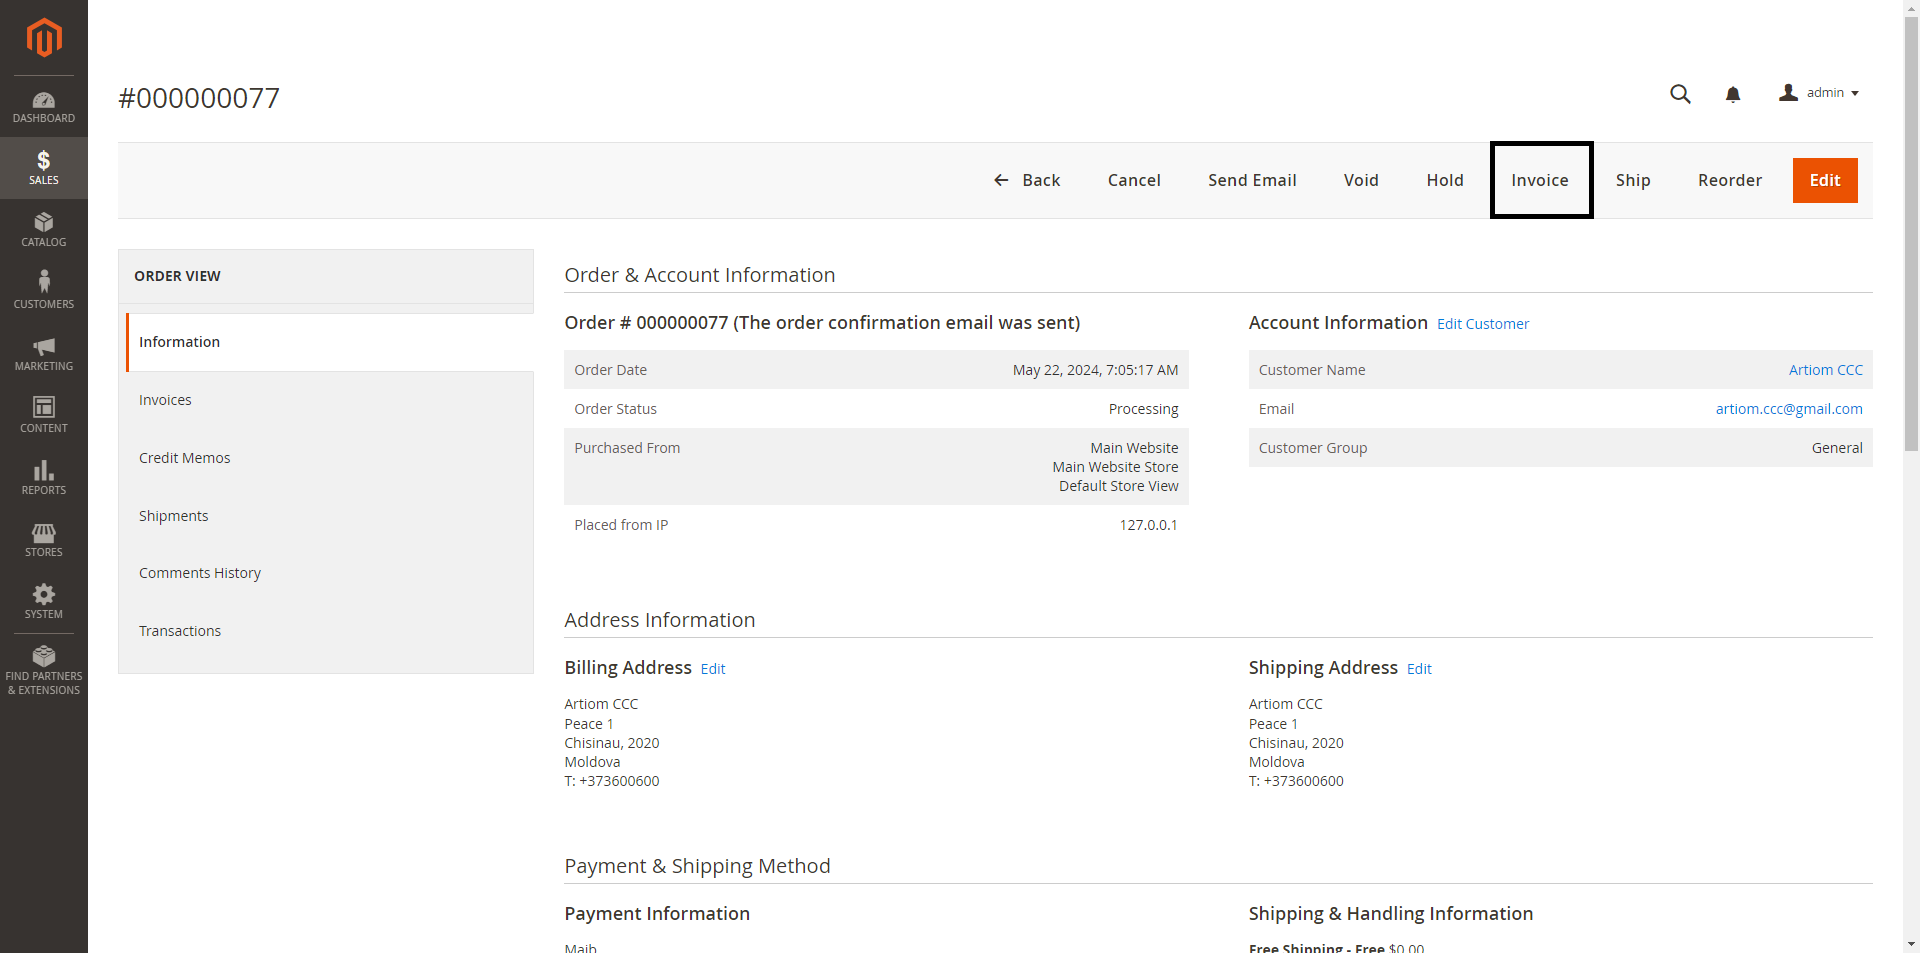 #000000077
admin
DASHBOARD
SALES
CATALOG
CUSTOMERS
MARKETING
CONTENT
REPORTS
STORES
SYSTEM
FIND PARTNERS
& EXTENSIONS
Back
Cancel
Send Email
Void
Hold
Invoice
Ship
Reorder
Edit
ORDER VIEW
Information
Invoices
Credit Memos
Shipments
Comments History
Transactions
Order & Account Information
Order # 000000077 (The order confirmation email was sent)
Order Date May 22, 2024, 7:05:17 AM
Order Status Processing
Purchased From Main Website
Main Website Store
Default Store View
Placed from IP 127.0.0.1
Account Information Edit Customer
Customer Name Artiom CCC
Email artiom.ccc@gmail.com
Customer Group General
Address Information
Billing Address Edit
Artiom CCC
Peace 1
Chisinau, 2020
Moldova
T: +373600600
Shipping Address Edit
Artiom CCC
Peace 1
Chisinau, 2020
Moldova
T: +373600600
Payment & Shipping Method
Payment Information
Maib
Shipping & Handling Information
Free Shipping - Free $0.00